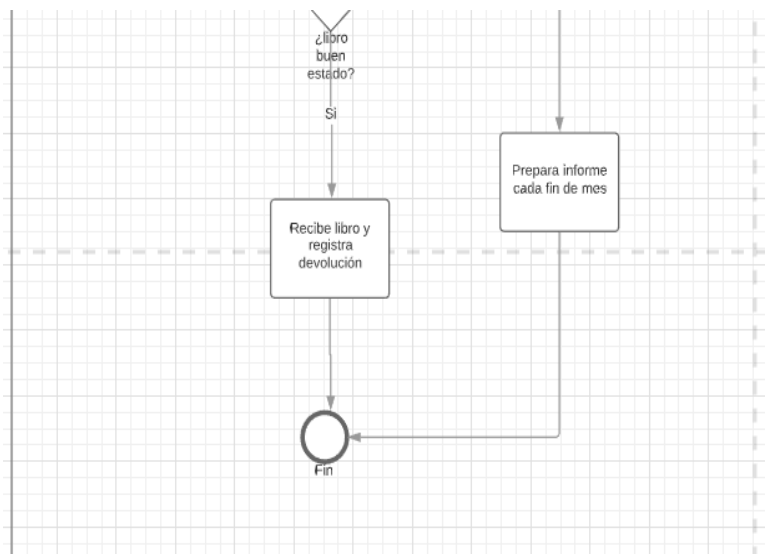 ¿libro
buen
estado?
Si
Prepara informe
cada fin de mes
Recibe libro y
registra
devolución
Fin